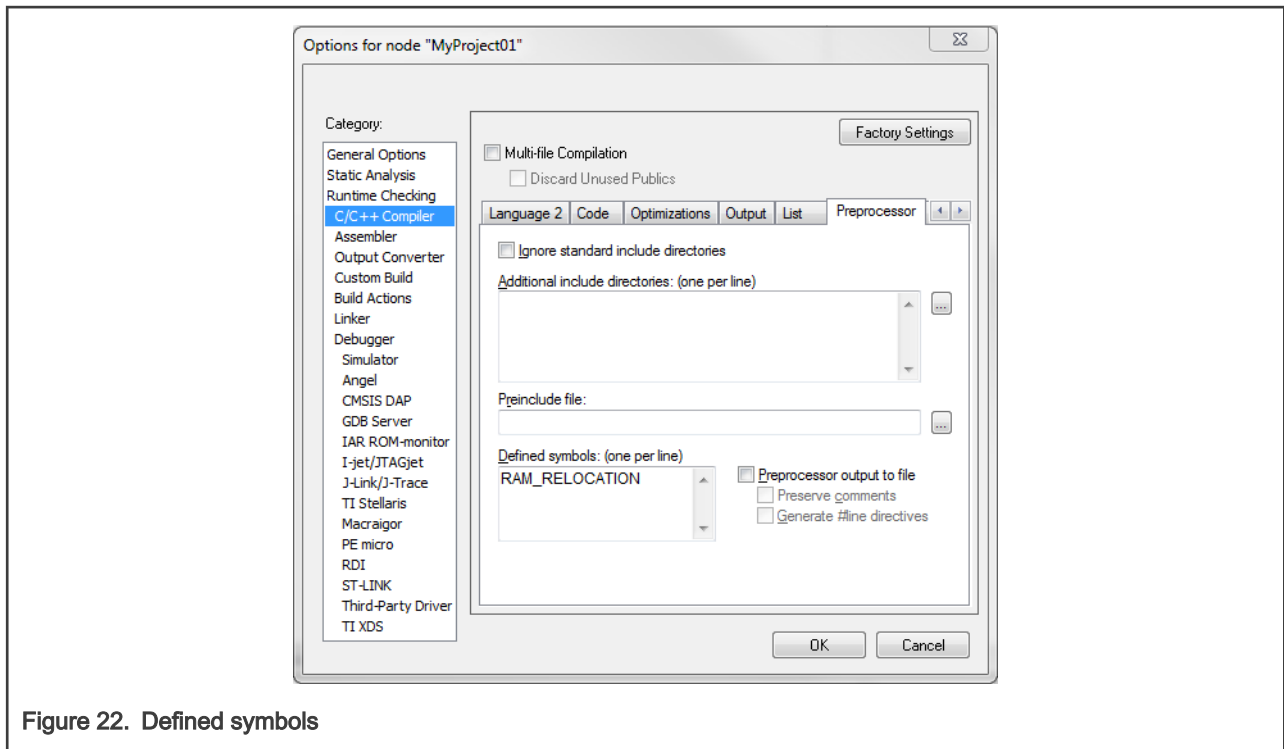 Options for node "MyProject01"
Category:
General Options
Static Analysis
Runtime Checking
C/C++ Compiler
Assembler
Output Converter
Custom Build
Build Actions
Linker
Debugger
Simulator
Angel
CMSIS DAP
GDB Server
IAR ROM-monitor
I-jet/JTAGjet
J-Link/J-Trace
TI Stellaris
Macraigor
PE micro
RDI
ST-LINK
Third-Party Driver
TI XDS
Factory Settings
Multi-file Compilation
Discard Unused Publics
Language 2 Code Optimizations Output List Preprocessor
Ignore standard include directories
Additional include directories: (one per line)
...
Preinclude file:
...
Defined symbols: (one per line)
RAM_RELOCATION
Preprocessor output to file
Preserve comments
Generate #line directives
OK Cancel
Figure 22. Defined symbols